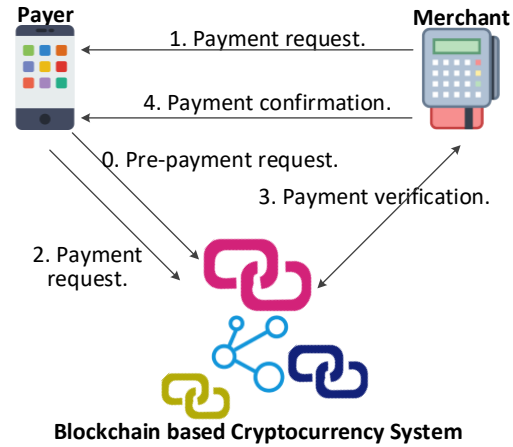 Payer
Merchant
1. Payment request.
4. Payment confirmation.
0. Pre-payment request.
3. Payment verification.
2. Payment
request.
Blockchain based Cryptocurrency System